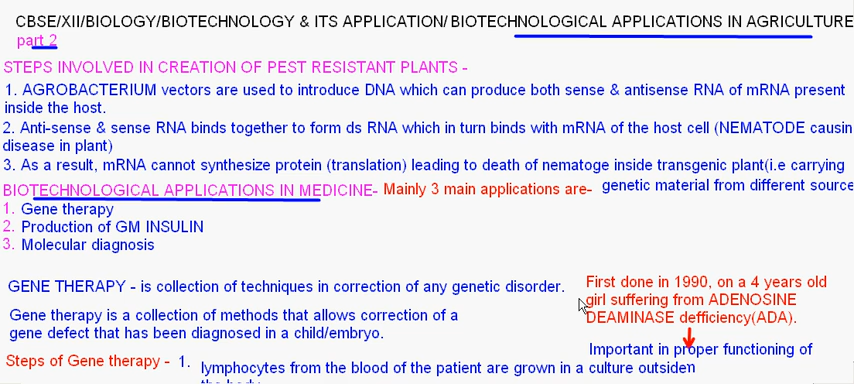 CBSE/XII/BIOLOGY/BIOTECHNOLOGY & ITS APPLICATION/ BIOTECHNOLOGICAL APPLICATIONS IN AGRICULTURE
part 2
STEPS INVOLVED IN CREATION OF PEST RESISTANT PLANTS -
1. AGROBACTERIUM vectors are used to introduce DNA which can produce both sense & antisense RNA of mRNA present
inside the host.
2. Anti-sense & sense RNA binds together to form ds RNA which in turn binds with mRNA of the host cell (NEMATODE causin
disease in plant)
3. As a result, mRNA cannot synthesize protein (translation) leading to death of nematoge inside transgenic plant(i.e carrying
genetic material from different source
BIOTECHNOLOGICAL APPLICATIONS IN MEDICINE- Mainly 3 main applications are-
1. Gene therapy
2. Production of GM INSULIN
3. Molecular diagnosis
GENE THERAPY - is collection of techniques in correction of any genetic disorder.
Gene therapy is a collection of methods that allows correction of a
gene defect that has been diagnosed in a child/embryo.
First done in 1990, on a 4 years old
girl suffering from ADENOSINE
DEAMINASE defficiency(ADA).
Important in proper functioning of
Steps of Gene therapy - 1. lymphocytes from the blood of the patient are grown in a culture outside
the body